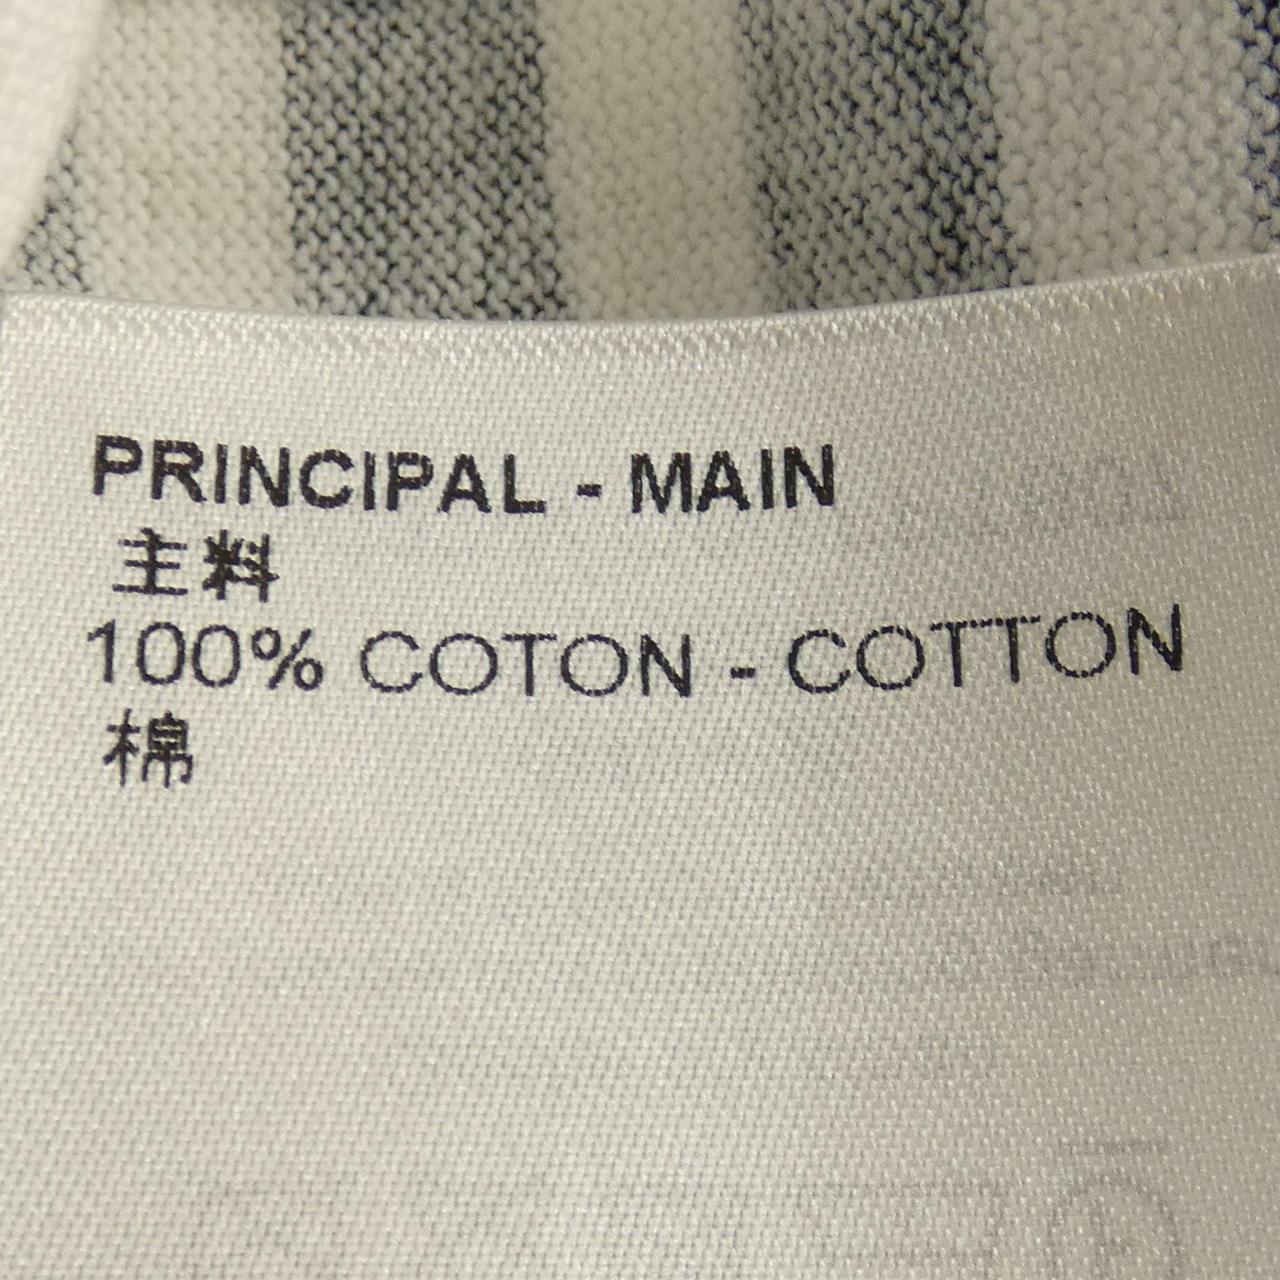 PRINCIPAL - MAIN
主料
100% COTON - COTTON
棉